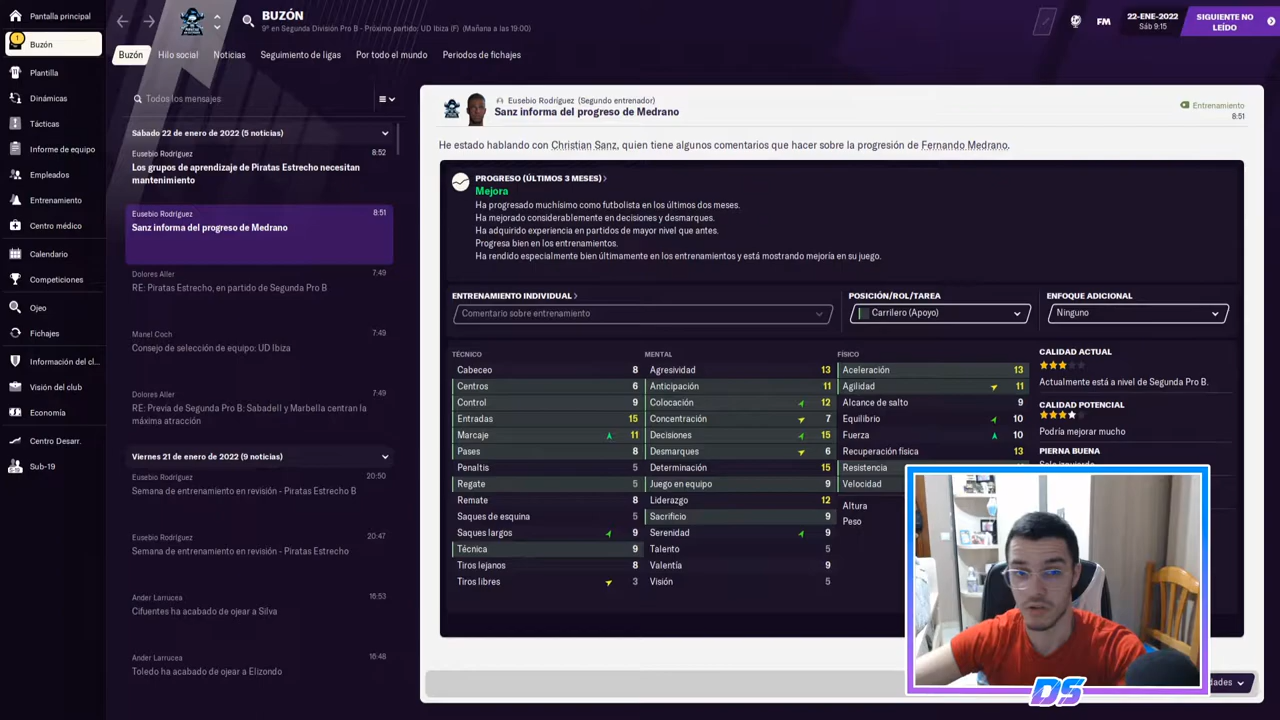 Pantalla principal
Buzón
Plantilla
Dinámicas
Tácticas
Informe de equipo
Empleados
Entrenamiento
Centro médico
Calendario
Competiciones
Ojeo
Fichajes
Información del cl...
Visión del club
Economía
Centro Desarr.
Sub-19
1
BUZÓN
9º en Segunda División Pro B - Próximo partido: UD Ibiza (F) (Mañana a las 19:00)
FM
22-ENE-2022
Sáb 9:15
SIGUIENTE NO LEÍDO
Buzón
Hilo social
Noticias
Seguimiento de ligas
Por todo el mundo
Periodos de fichajes
Todos los mensajes
Sábado 22 de enero de 2022 (5 noticias)
Eusebio Rodríguez 8:52
Los grupos de aprendizaje de Piratas Estrecho necesitan
mantenimiento
Eusebio Rodríguez 8:51
Sanz informa del progreso de Medrano
Dolores Aller 7:49
RE: Piratas Estrecho, en partido de Segunda Pro B
Manel Coch 7:49
Consejo de selección de equipo: UD Ibiza
Dolores Aller 7:49
RE: Previa de Segunda Pro B: Sabadell y Marbella centran la
máxima atracción
Viernes 21 de enero de 2022 (9 noticias)
Eusebio Rodríguez 20:50
Semana de entrenamiento en revisión - Piratas Estrecho B
Eusebio Rodríguez 20:47
Semana de entrenamiento en revisión - Piratas Estrecho
Ander Larrucea 16:53
Cifuentes ha acabado de ojear a Silva
Ander Larrucea 16:48
Toledo ha acabado de ojear a Elizondo
Eusebio Rodríguez (Segundo entrenador)
Sanz informa del progreso de Medrano
Entrenamiento
8:51
He estado hablando con Christian Sanz, quien tiene algunos comentarios que hacer sobre la progresión de Fernando Medrano.
PROGRESO (ÚLTIMOS 3 MESES)
Mejora
Ha progresado muchísimo como futbolista en los últimos dos meses.
Ha mejorado considerablemente en decisiones y desmarques.
Ha adquirido experiencia en partidos de mayor nivel que antes.
Progresa bien en los entrenamientos.
Ha rendido especialmente bien últimamente en los entrenamientos y está mostrando mejoría en su juego.
ENTRENAMIENTO INDIVIDUAL
Comentario sobre entrenamiento
POSICIÓN/ROL/TAREA
Carrilero (Apoyo)
ENFOQUE ADICIONAL
Ninguno
TÉCNICO
Cabeceo 8
Centros 6
Control 9
Entradas 15
Marcaje 11
Pases 8
Penaltis 5
Regate 5
Remate 8
Saques de esquina 5
Saques largos 9
Técnica 9
Tiros lejanos 8
Tiros libres 3
MENTAL
Agresividad 13
Anticipación 11
Colocación 12
Concentración 7
Decisiones 15
Desmarques 6
Determinación 15
Juego en equipo 9
Liderazgo 12
Sacrificio 9
Serenidad 9
Talento 5
Valentía 9
Visión 5
FÍSICO
Aceleración 13
Agilidad 11
Alcance de salto 9
Equilibrio 10
Fuerza 10
Recuperación física 13
Resistencia
Velocidad
Altura
Peso
CALIDAD ACTUAL
Actualmente está a nivel de Segunda Pro B.
CALIDAD POTENCIAL
Podría mejorar mucho
PIERNA BUENA
DS